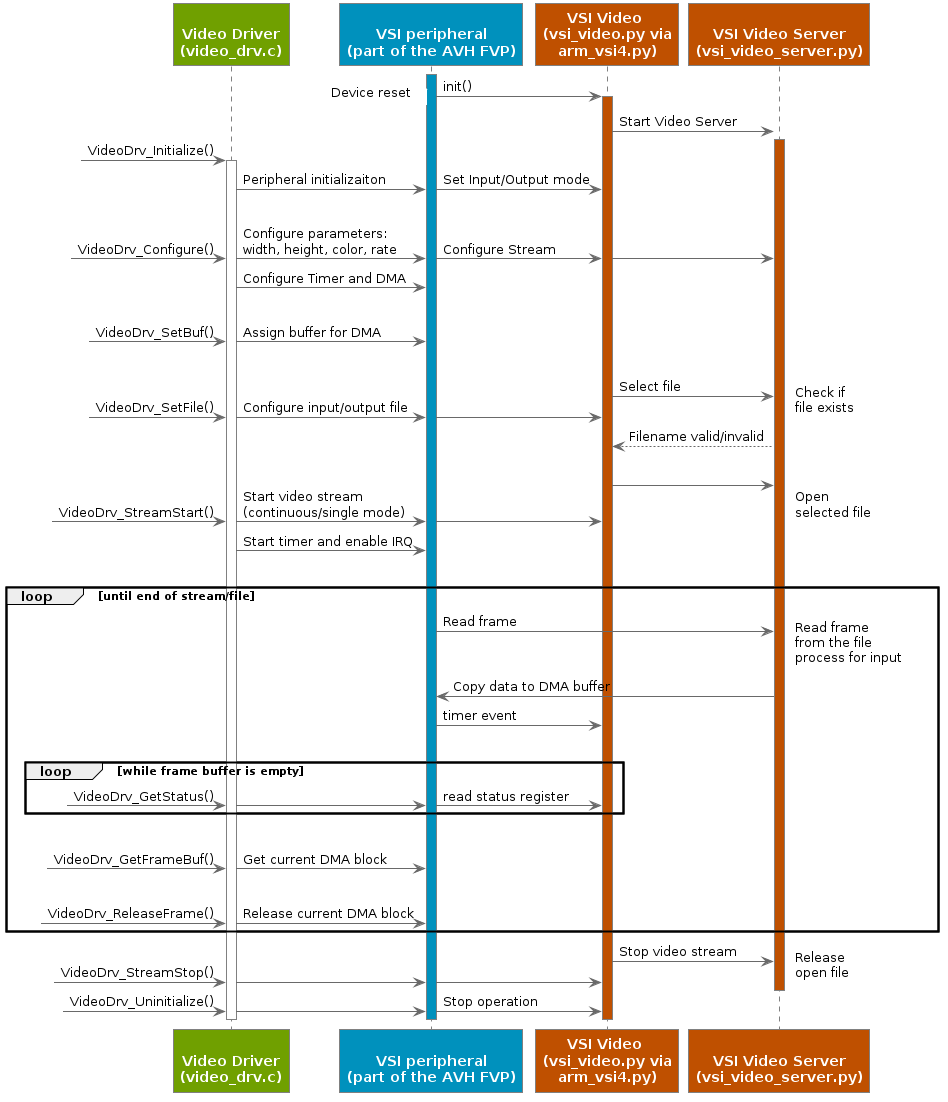 Video Driver
(video_drv.c)
VSI peripheral
(part of the AVH FVP)
VSI Video
(vsi_video.py via
arm_vsi4.py)
VSI Video Server
(vsi_video_server.py)
Device reset
init()
Start Video Server
VideoDrv_Initialize()
Peripheral initializaiton
Set Input/Output mode
VideoDrv_Configure()
Configure parameters:
width, height, color, rate
Configure Stream
Configure Timer and DMA
VideoDrv_SetBuf()
Assign buffer for DMA
Select file
Check if
file exists
VideoDrv_SetFile()
Configure input/output file
Filename valid/invalid
Open
selected file
VideoDrv_StreamStart()
Start video stream
(continuous/single mode)
Start timer and enable IRQ
loop
[until end of stream/file]
Read frame
Read frame
from the file
process for input
Copy data to DMA buffer
timer event
loop
[while frame buffer is empty]
VideoDrv_GetStatus()
read status register
VideoDrv_GetFrameBuf()
Get current DMA block
VideoDrv_ReleaseFrame()
Release current DMA block
Stop video stream
Release
open file
VideoDrv_StreamStop()
VideoDrv_Uninitialize()
Stop operation
Video Driver
(video_drv.c)
VSI peripheral
(part of the AVH FVP)
VSI Video
(vsi_video.py via
arm_vsi4.py)
VSI Video Server
(vsi_video_server.py)